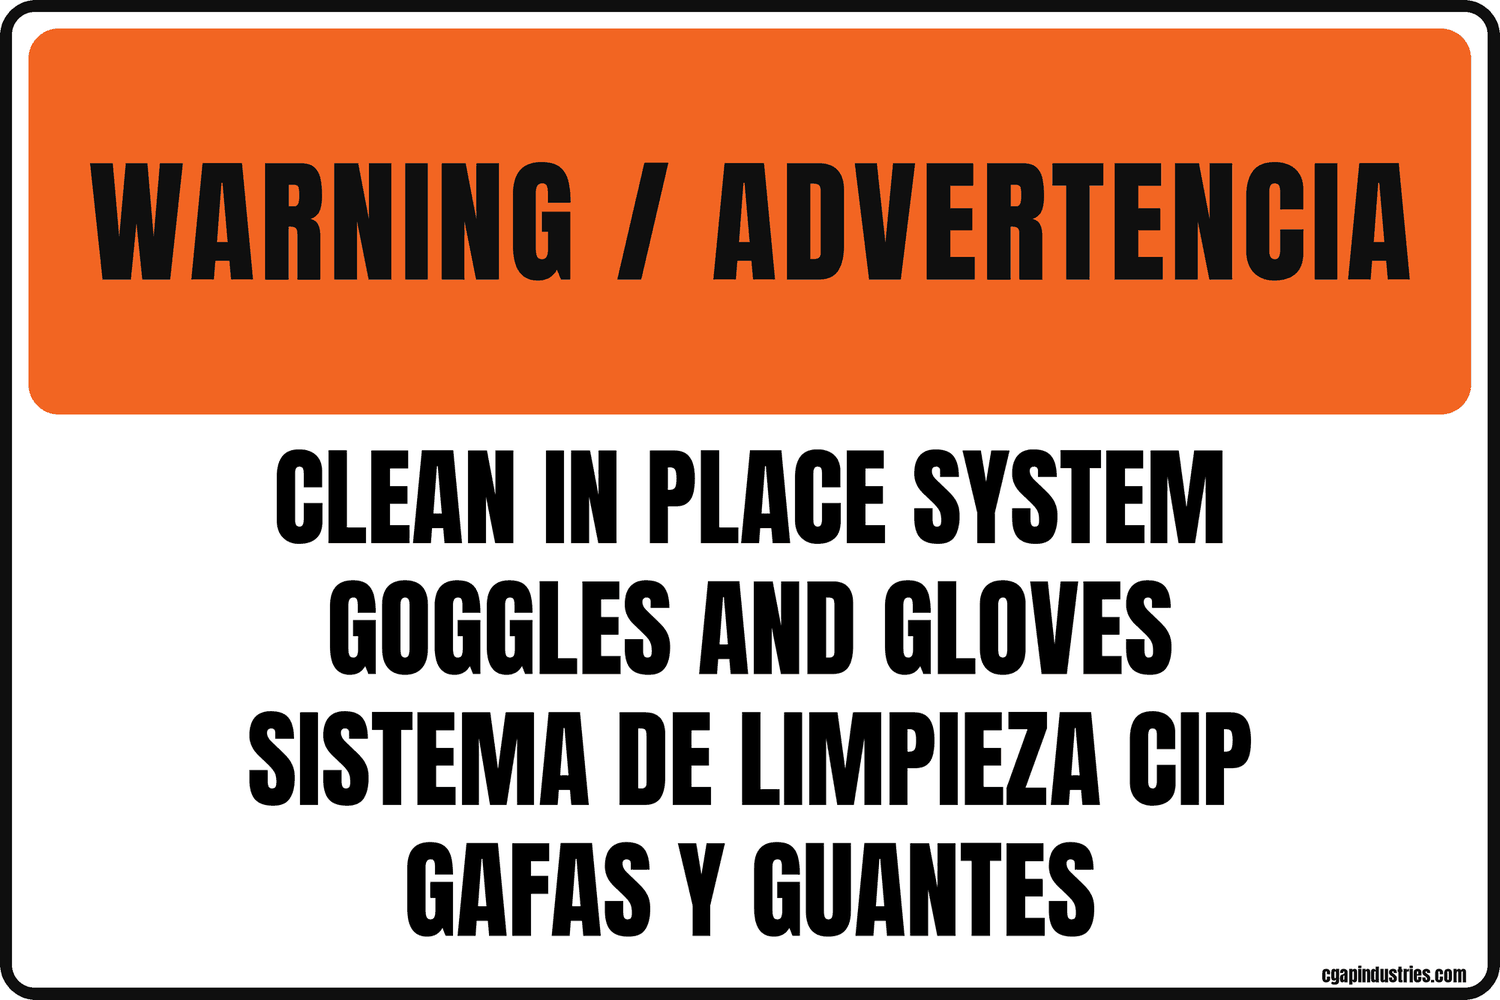 WARNING / ADVERTENCIA
CLEAN IN PLACE SYSTEM
GOGGLES AND GLOVES
SISTEMA DE LIMPIEZA CIP
GAFAS Y GUANTES
cgapindustries.com